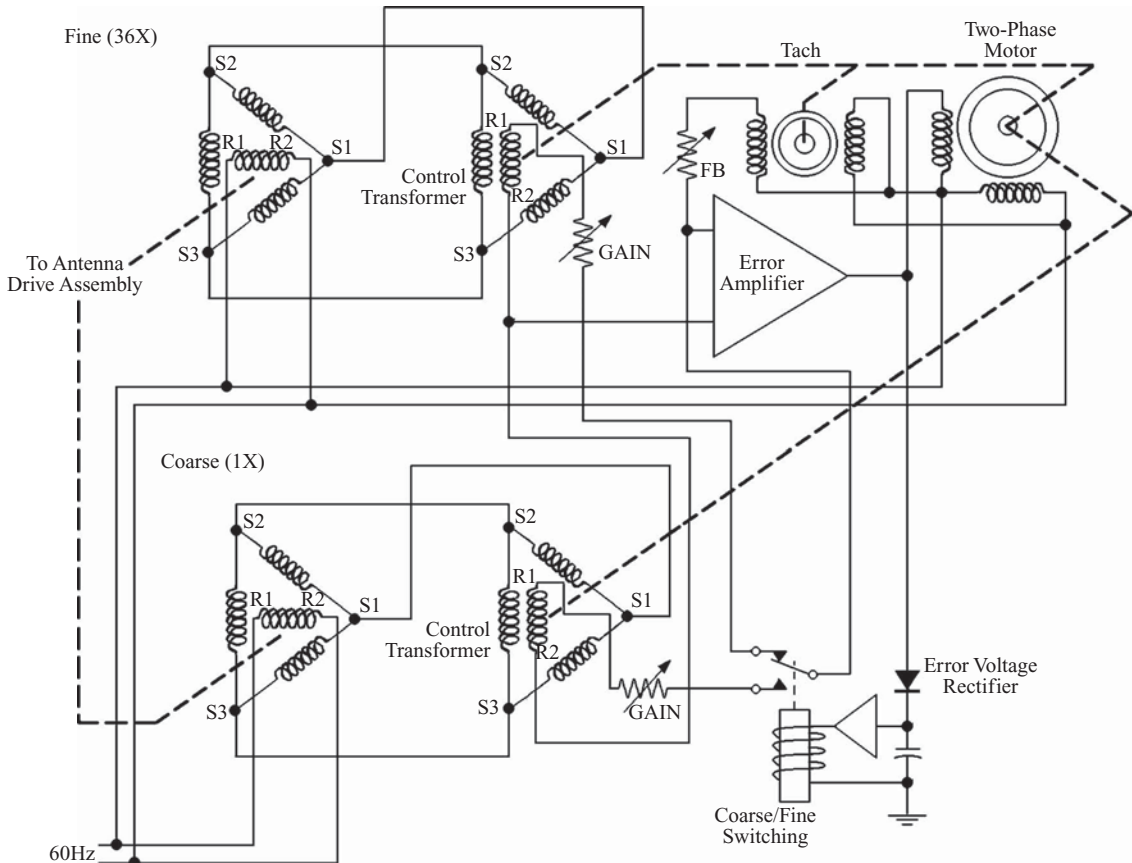 Fine (36X)
S2
R1
R2
S1
S3
To Antenna
Drive Assembly
S2
R1
S1
Control
Transformer
R2
S3
GAIN
Tach
Two-Phase
Motor
FB
Error
Amplifier
Coarse (1X)
S2
R1
R2
S1
S3
S2
R1
S1
Control
Transformer
R2
S3
GAIN
Error Voltage
Rectifier
Coarse/Fine
Switching
60Hz